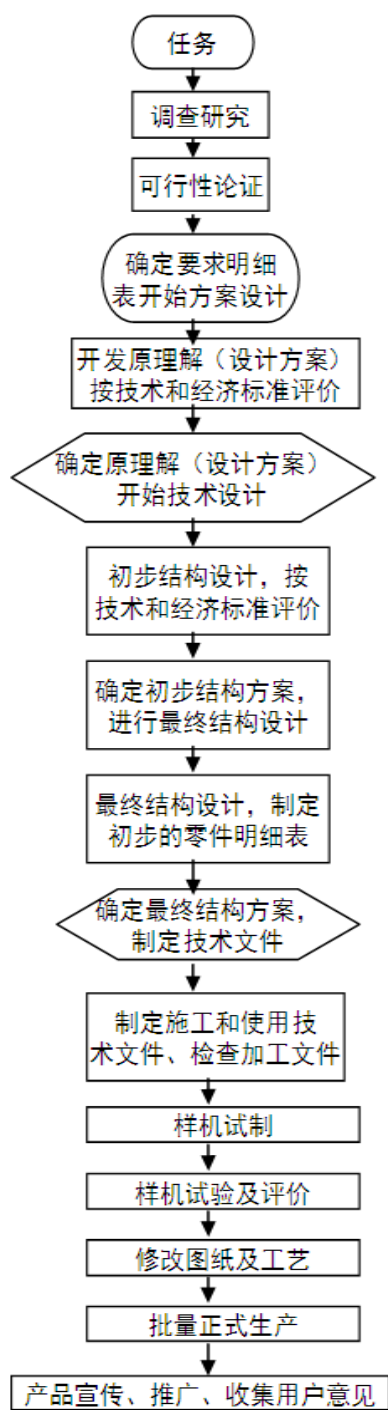 任务
调查研究
可行性论证
确定要求明细
表开始方案设计
开发原理解（设计方案）
按技术和经济标准评价
确定原理解（设计方案）
开始技术设计
初步结构设计，按
技术和经济标准评价
确定初步结构方案，
进行最终结构设计
最终结构设计，制定
初步的零件明细表
确定最终结构方案，
制定技术文件
制定施工和使用技
术文件、检查加工文件
样机试制
样机试验及评价
修改图纸及工艺
批量正式生产
产品宣传、推广、收集用户意见